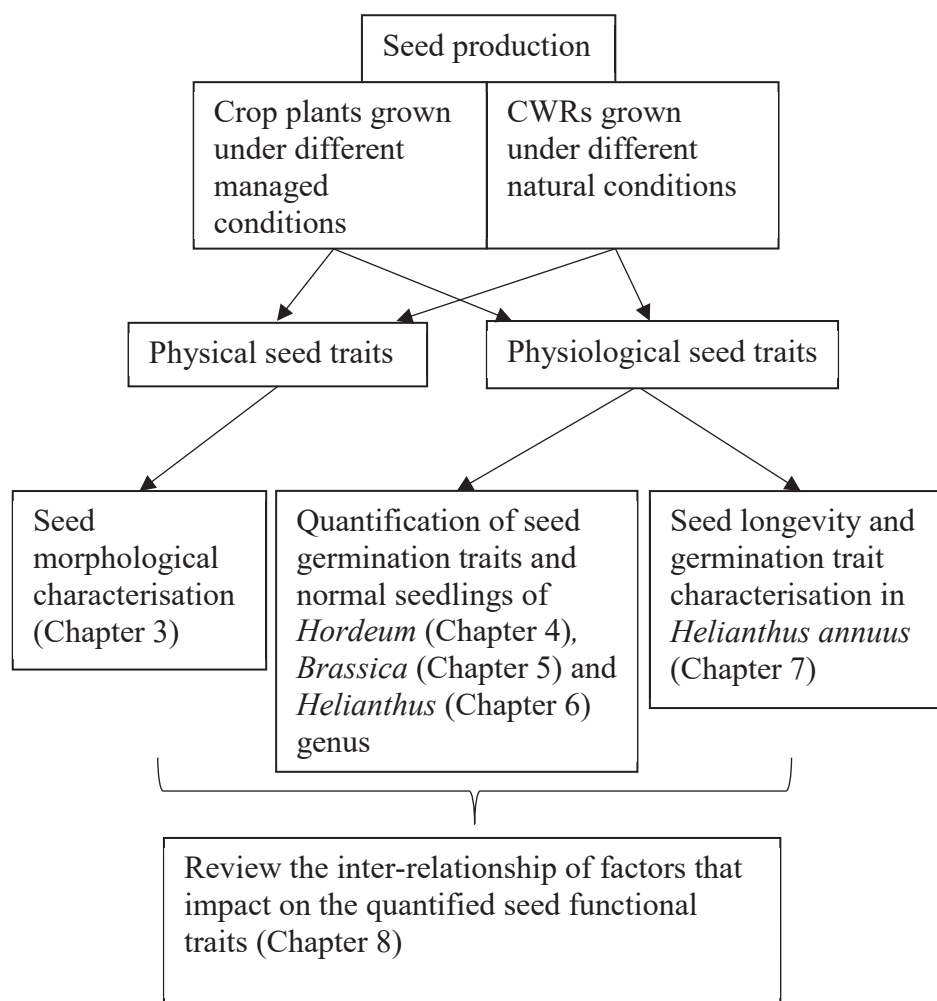 Seed production
Crop plants grown
under different
managed
conditions
CWRs grown
under different
natural conditions
Physical seed traits
Physiological seed traits
Seed
morphological
characterisation
(Chapter 3)
Quantification of seed
germination traits and
normal seedlings of
Hordeum (Chapter 4),
Brassica (Chapter 5) and
Helianthus (Chapter 6)
genus
Seed longevity and
germination trait
characterisation in
Helianthus annuus
(Chapter 7)
Review the inter-relationship of factors that
impact on the quantified seed functional
traits (Chapter 8)